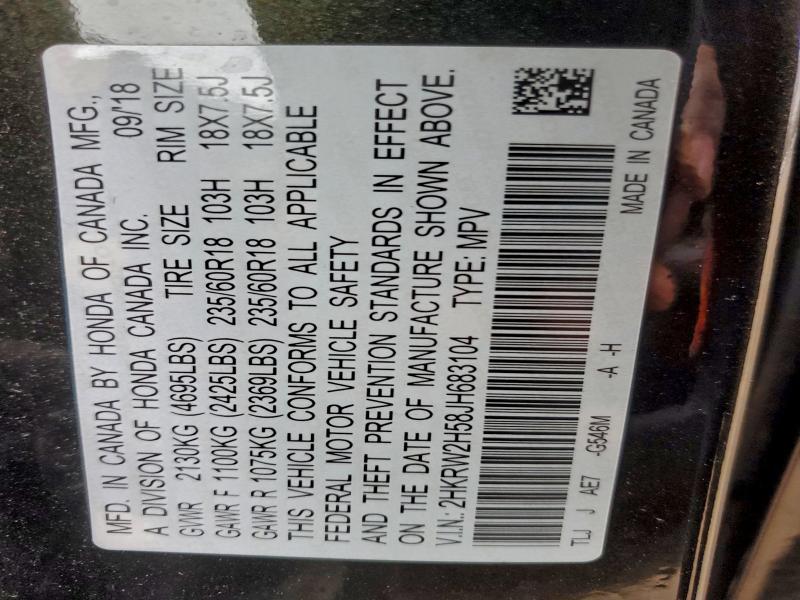 MFD. IN CANADA BY HONDA OF CANADA MFG.,
A DIVISION OF HONDA CANADA INC. 09/18
GVWR 2130KG (4695LBS) TIRE SIZE RIM SIZE
GAWR F 1100KG (2425LBS) 235/60R18 103H 18X7.5J
GAWR R 1075KG (2369LBS) 235/60R18 103H 18X7.5J
THIS VEHICLE CONFORMS TO ALL APPLICABLE
FEDERAL MOTOR VEHICLE SAFETY
AND THEFT PREVENTION STANDARDS IN EFFECT
ON THE DATE OF MANUFACTURE SHOWN ABOVE.
V.I.N.: 2HKRW2H58JH683104 TYPE: MPV
TLJ J AE7 -G546M -A -H
MADE IN CANADA